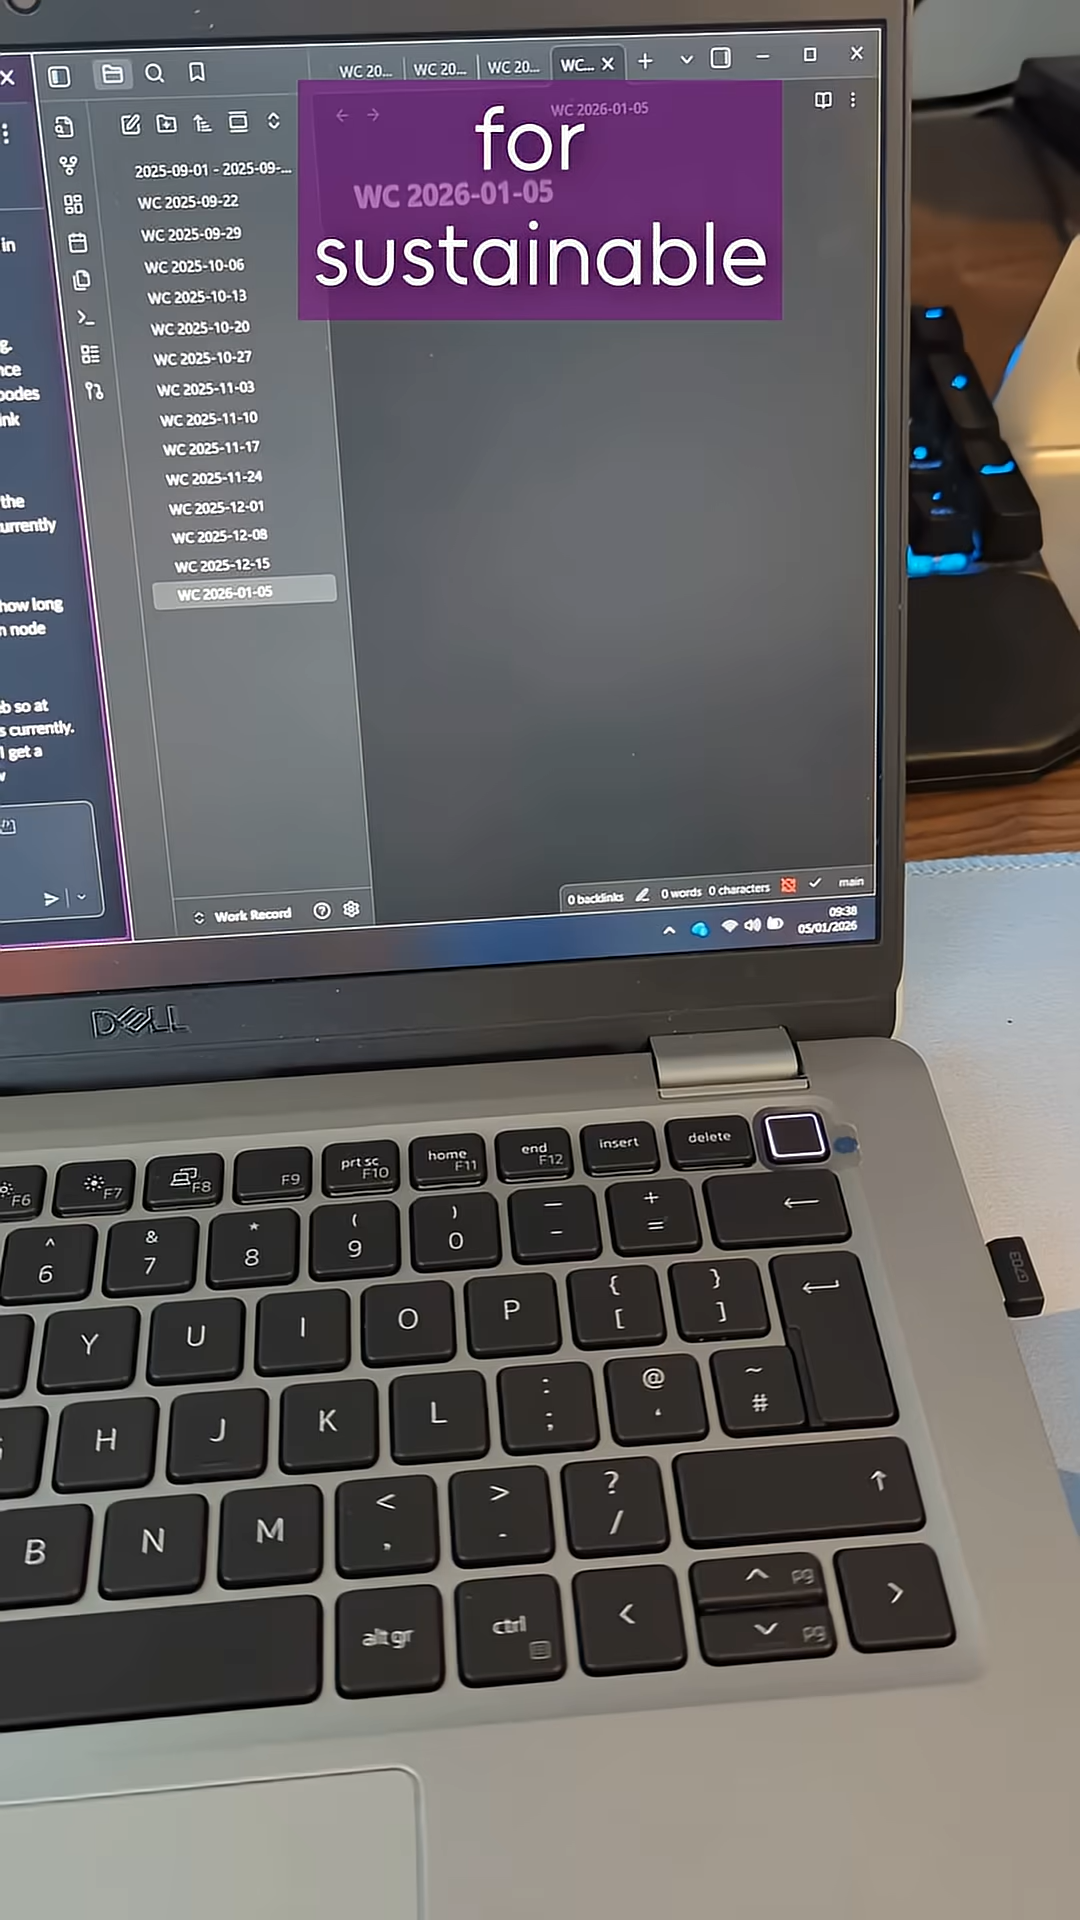 for
sustainable
WC 20...
WC 20...
WC 20...
WC...
WC 2026-01-05
WC 2026-01-05
2025-09-01 - 2025-09-...
WC 2025-09-22
WC 2025-09-29
WC 2025-10-06
WC 2025-10-13
WC 2025-10-20
WC 2025-10-27
WC 2025-11-03
WC 2025-11-10
WC 2025-11-17
WC 2025-11-24
WC 2025-12-01
WC 2025-12-08
WC 2025-12-15
WC 2026-01-05
in
the
how long
node
so at
currently.
get a
Work Record
0 backlinks 0 words 0 characters main
09:38
05/01/2026
DELL
F6 F7 F8 F9 prt sc F10 home F11 end F12 insert delete
^ 6 & 7 * 8 ( 9 ) 0 — - + =
Y U I O P { [ } ]
H J K L : ; @ ' ~ #
B N M < , > . ? /
alt gr ctrl < ^ pg v pg >